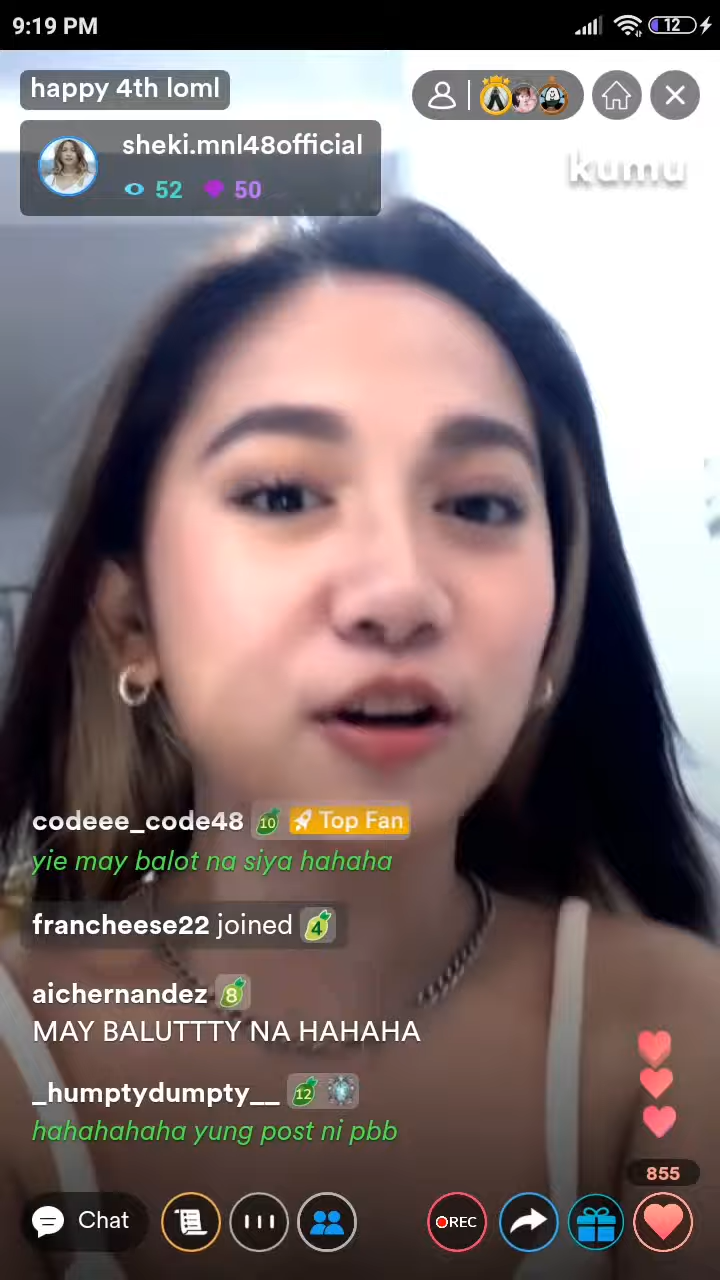 9:19 PM
12
happy 4th loml
sheki.mnl48official
52
50
kumu
codeee_code48 10 Top Fan
yie may balot na siya hahaha
francheese22 joined 4
aichernandez 8
MAY BALUTTTY NA HAHAHA
_humptydumpty__ 12
hahahahaha yung post ni pbb
855
Chat
REC